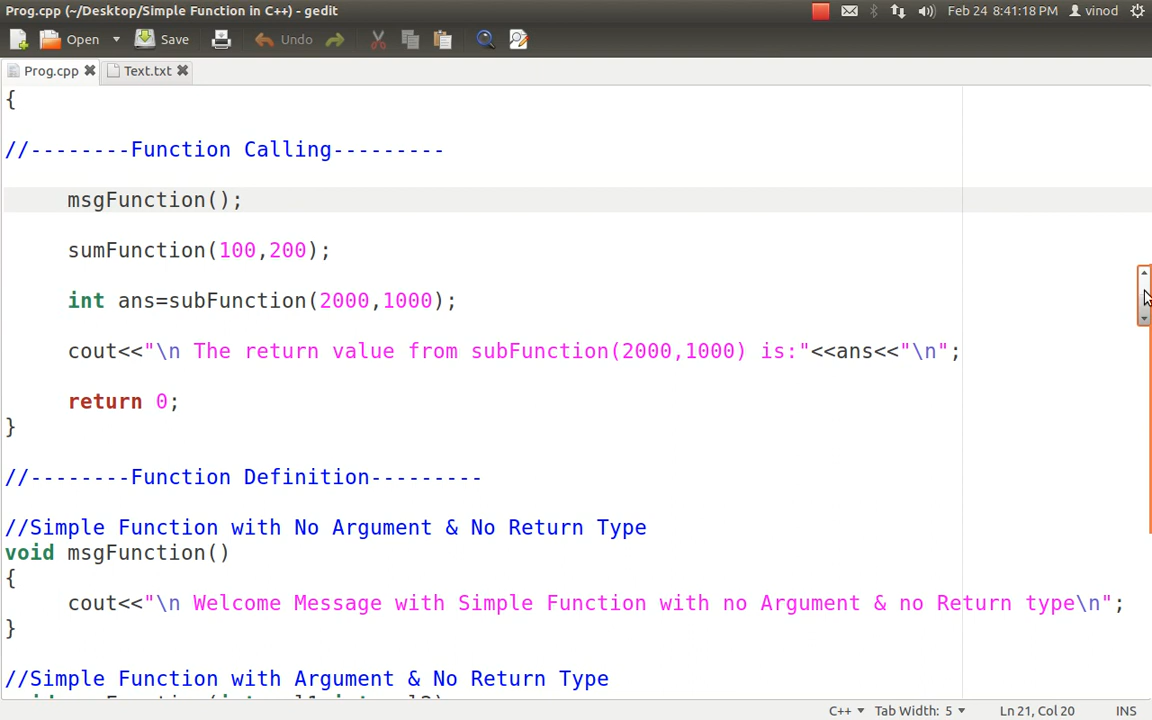 Prog.cpp (~/Desktop/Simple Function in C++) - gedit
Feb 24 8:41:18 PM vinod
Open Save Undo
Prog.cpp Text.txt
{
//--------Function Calling---------
msgFunction();
sumFunction(100,200);
int ans=subFunction(2000,1000);
cout<<"\n The return value from subFunction(2000,1000) is:"<<ans<<"\n";
return 0;
}
//--------Function Definition---------
//Simple Function with No Argument & No Return Type
void msgFunction()
{
cout<<"\n Welcome Message with Simple Function with no Argument & no Return type\n";
}
//Simple Function with Argument & No Return Type
C++ Tab Width: 5 Ln 21, Col 20 INS